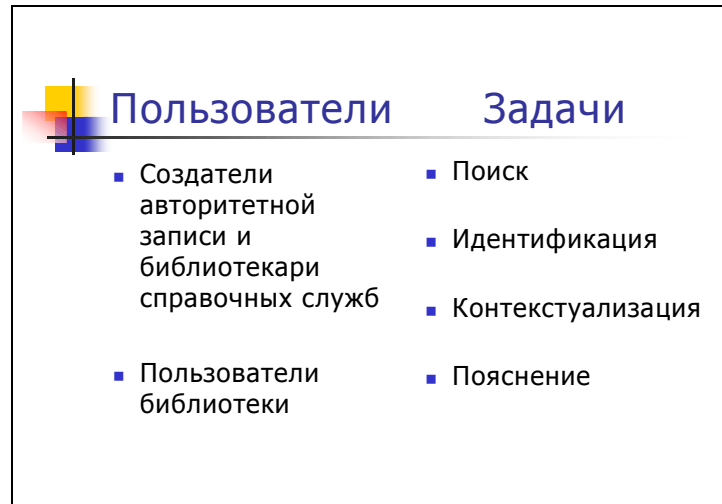 Пользователи Задачи
Создатели
авторитетной
записи и
библиотекари
справочных служб
Пользователи
библиотеки
Поиск
Идентификация
Контекстуализация
Пояснение